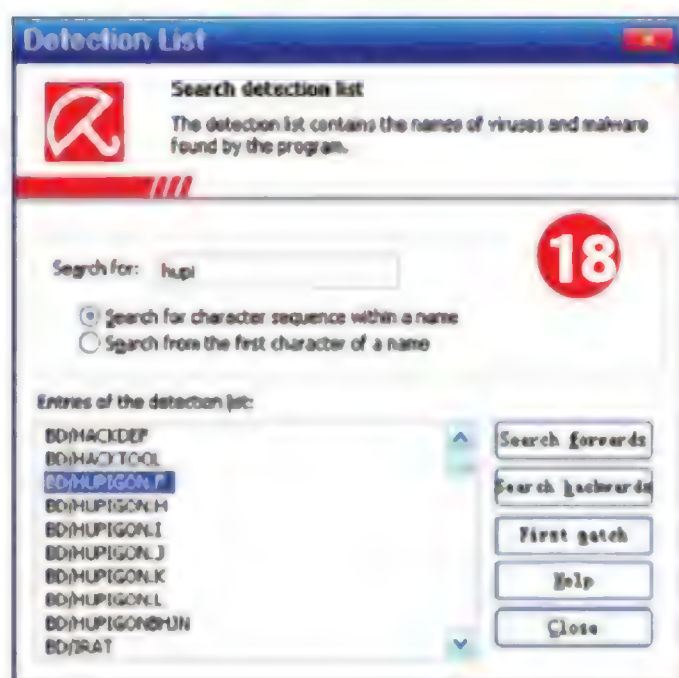 Detection List
Search detection list
The detection list contains the names of viruses and malware
found by the program.
18
Search for: hupi
Search for character sequence within a name
Search from the first character of a name
Entries of the detection list:
BD/HACKDEF
BD/HACKTOOL
BD/HUPIGON
BD/HUPIGON.H
BD/HUPIGON.I
BD/HUPIGON.J
BD/HUPIGON.K
BD/HUPIGON.L
BD/IRAT
Search forwards
Search backwards
First match
Help
Close